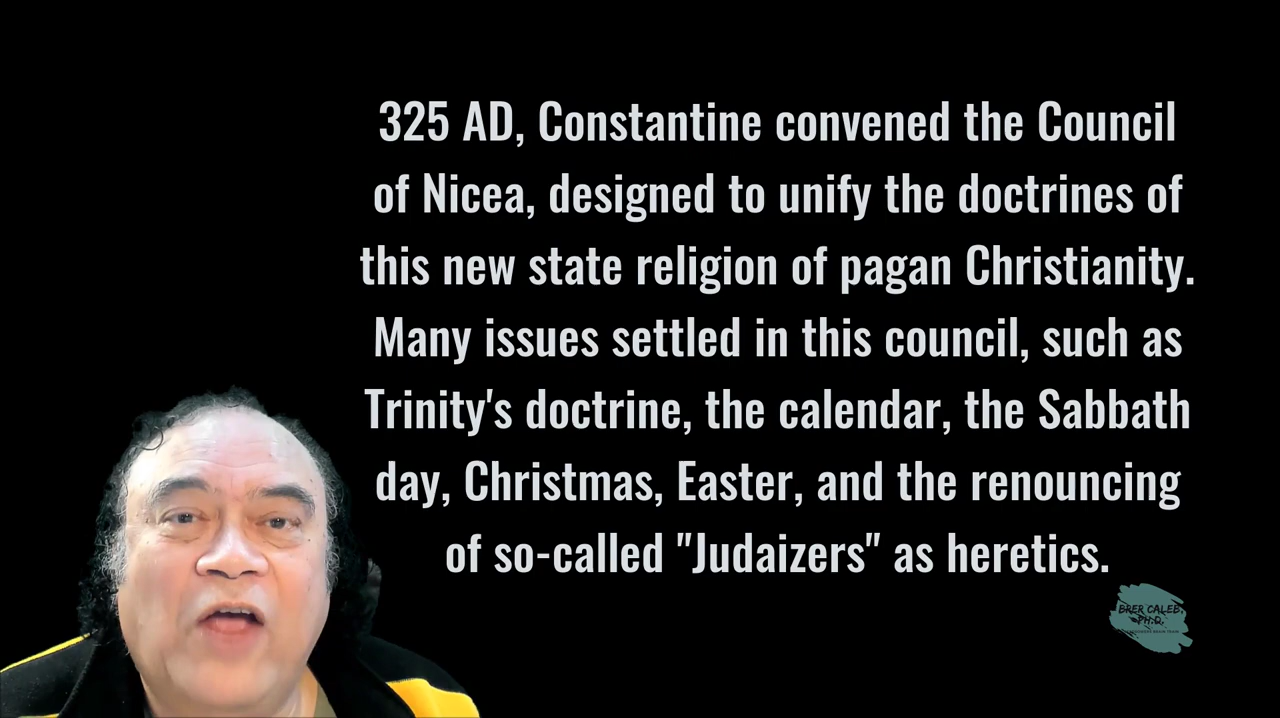 325 AD, Constantine convened the Council
of Nicea, designed to unify the doctrines of
this new state religion of pagan Christianity.
Many issues settled in this council, such as
Trinity's doctrine, the calendar, the Sabbath
day, Christmas, Easter, and the renouncing
of so-called "Judaizers" as heretics.
BRER CALEB,
PH.D.